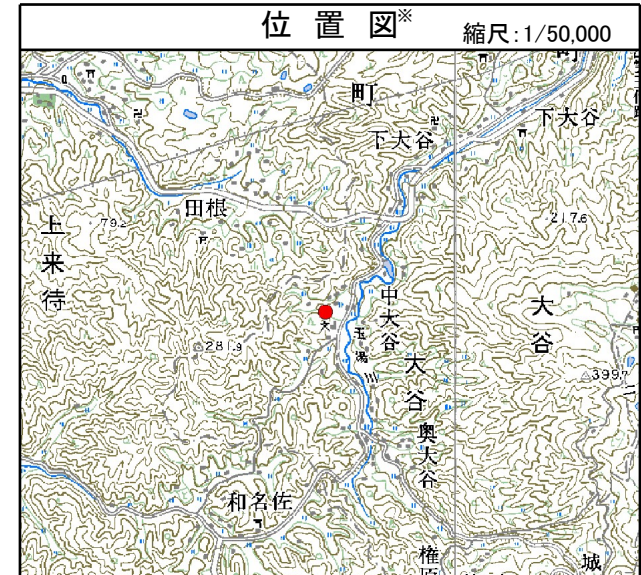 位置図※
縮尺:1/50,000
町
下大谷
下大谷
田根
上来待
79.2
217.6
中大谷
大谷
玉湯川
大谷
281.9
399.7
奥大谷
和名佐
城